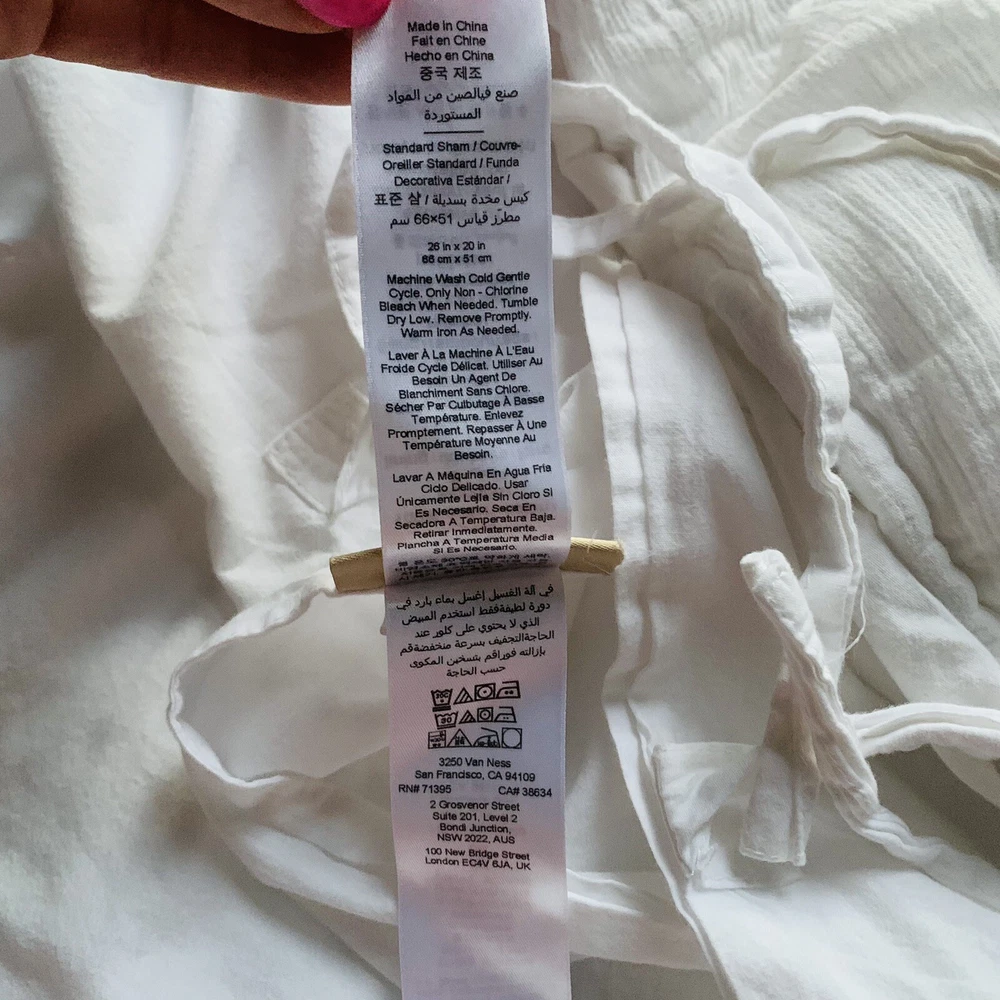 Made in China
Fait en Chine
Hecho en China
중국 제조
صنع فيالصين من المواد
المستوردة
Standard Sham / Couvre-
Oreiller Standard / Funda
Decorativa Estándar /
표준 샴 / كيس مخدة بسديلة
مطرّز قياس 51×66 سم
26 in x 20 in
66 cm x 51 cm
Machine Wash Cold Gentle
Cycle. Only Non - Chlorine
Bleach When Needed. Tumble
Dry Low. Remove Promptly.
Warm Iron As Needed.
Laver À La Machine À L'Eau
Froide Cycle Délicat. Utiliser Au
Besoin Un Agent De
Blanchiment Sans Chlore.
Sécher Par Culbutage À Basse
Température. Enlevez
Promptement. Repasser À Une
Température Moyenne Au
Besoin.
Lavar A Máquina En Agua Fría
Ciclo Delicado. Usar
Únicamente Lejía Sin Cloro Si
Es Necesario. Seca En
Secadora A Temperatura Baja.
Retirar Inmediatamente.
Plancha A Temperatura Media
Si Es Necesario.
في آلة الغسيل إغسل بماء بارد في
دورة لطيفةفقط استخدم المبيض
الذي لا يحتوي على كلور عند
الحاجةالتجفيف بسرعة منخفضةقم
بإزالته فوراقم بتسخين المكوى
حسب الحاجة
3250 Van Ness
San Francisco, CA 94109
RN# 71395 CA# 38634
2 Grosvenor Street
Suite 201, Level 2
Bondi Junction,
NSW 2022, AUS
100 New Bridge Street
London EC4V 6JA, UK